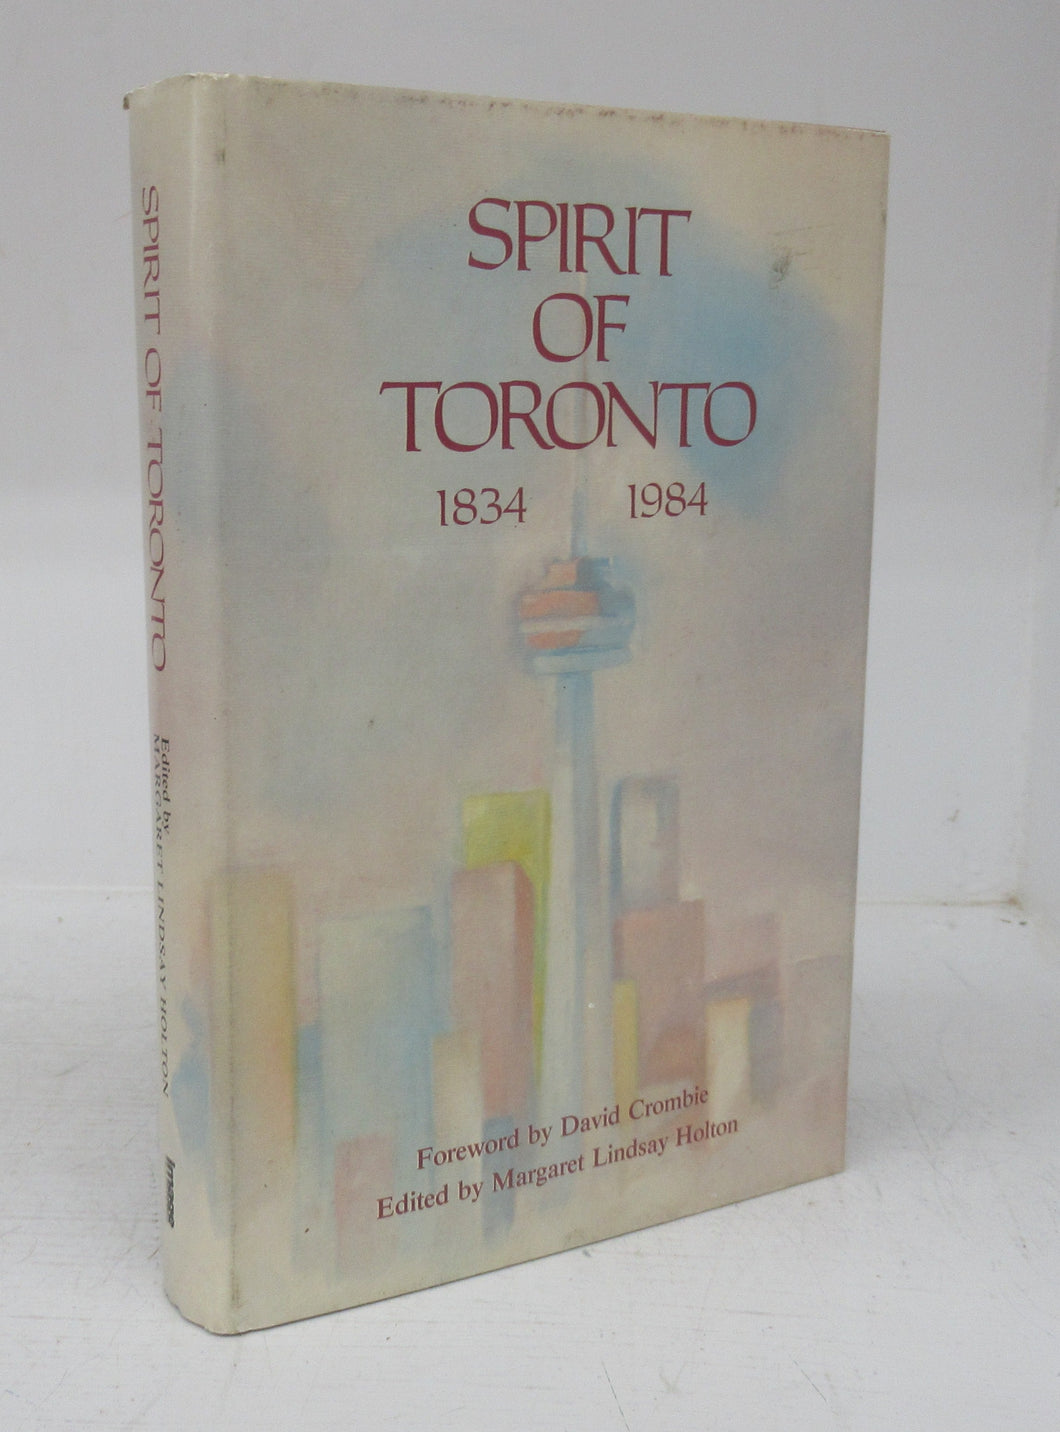 SPIRIT
OF
TORONTO
1834 1984
Foreword by David Crombie
Edited by Margaret Lindsay Holton
SPIRIT OF TORONTO
Edited by
MARGARET LINDSAY HOLTON
Image